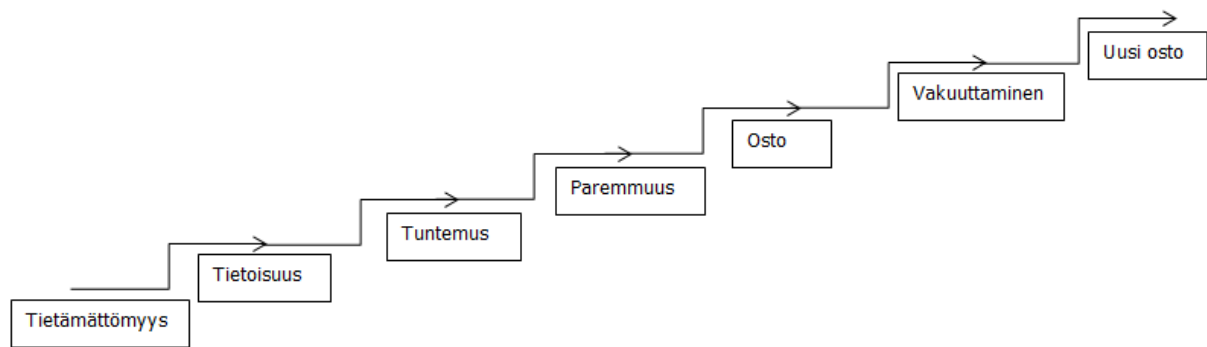 Tietämättömyys
Tietoisuus
Tuntemus
Paremmuus
Osto
Vakuuttaminen
Uusi osto